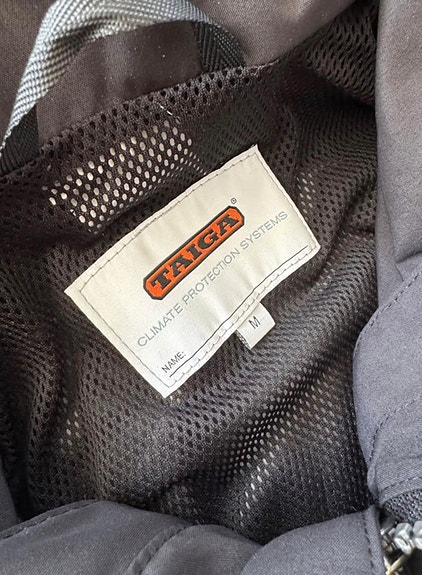 TAIGA®
CLIMATE PROTECTION SYSTEMS
NAME:
M